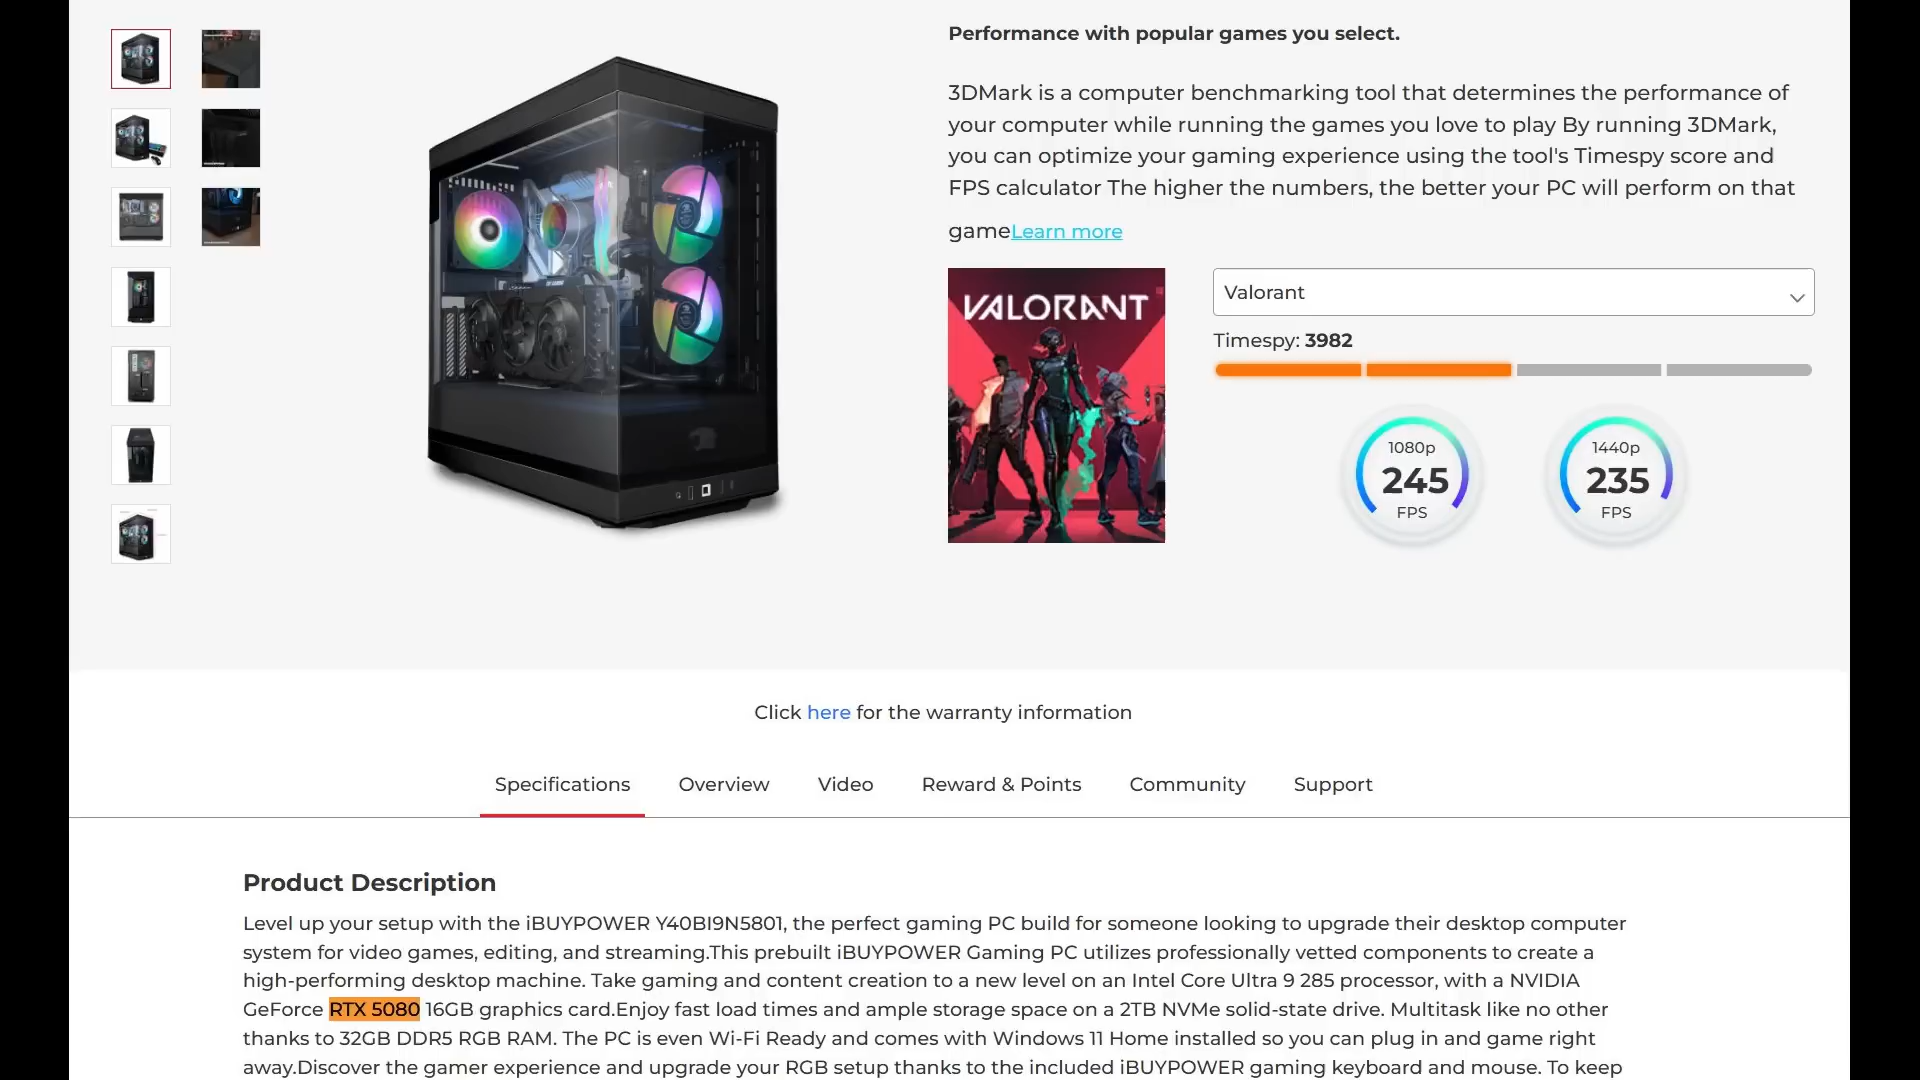 Performance with popular games you select.
3DMark is a computer benchmarking tool that determines the performance of
your computer while running the games you love to play By running 3DMark,
you can optimize your gaming experience using the tool's Timespy score and
FPS calculator The higher the numbers, the better your PC will perform on that
gameLearn more
VALORANT
Valorant
Timespy: 3982
1080p
245
FPS
1440p
235
FPS
Click here for the warranty information
Specifications
Overview
Video
Reward & Points
Community
Support
Product Description
Level up your setup with the iBUYPOWER Y40BI9N5801, the perfect gaming PC build for someone looking to upgrade their desktop computer
system for video games, editing, and streaming.This prebuilt iBUYPOWER Gaming PC utilizes professionally vetted components to create a
high-performing desktop machine. Take gaming and content creation to a new level on an Intel Core Ultra 9 285 processor, with a NVIDIA
GeForce RTX 5080 16GB graphics card.Enjoy fast load times and ample storage space on a 2TB NVMe solid-state drive. Multitask like no other
thanks to 32GB DDR5 RGB RAM. The PC is even Wi-Fi Ready and comes with Windows 11 Home installed so you can plug in and game right
away.Discover the gamer experience and upgrade your RGB setup thanks to the included iBUYPOWER gaming keyboard and mouse. To keep